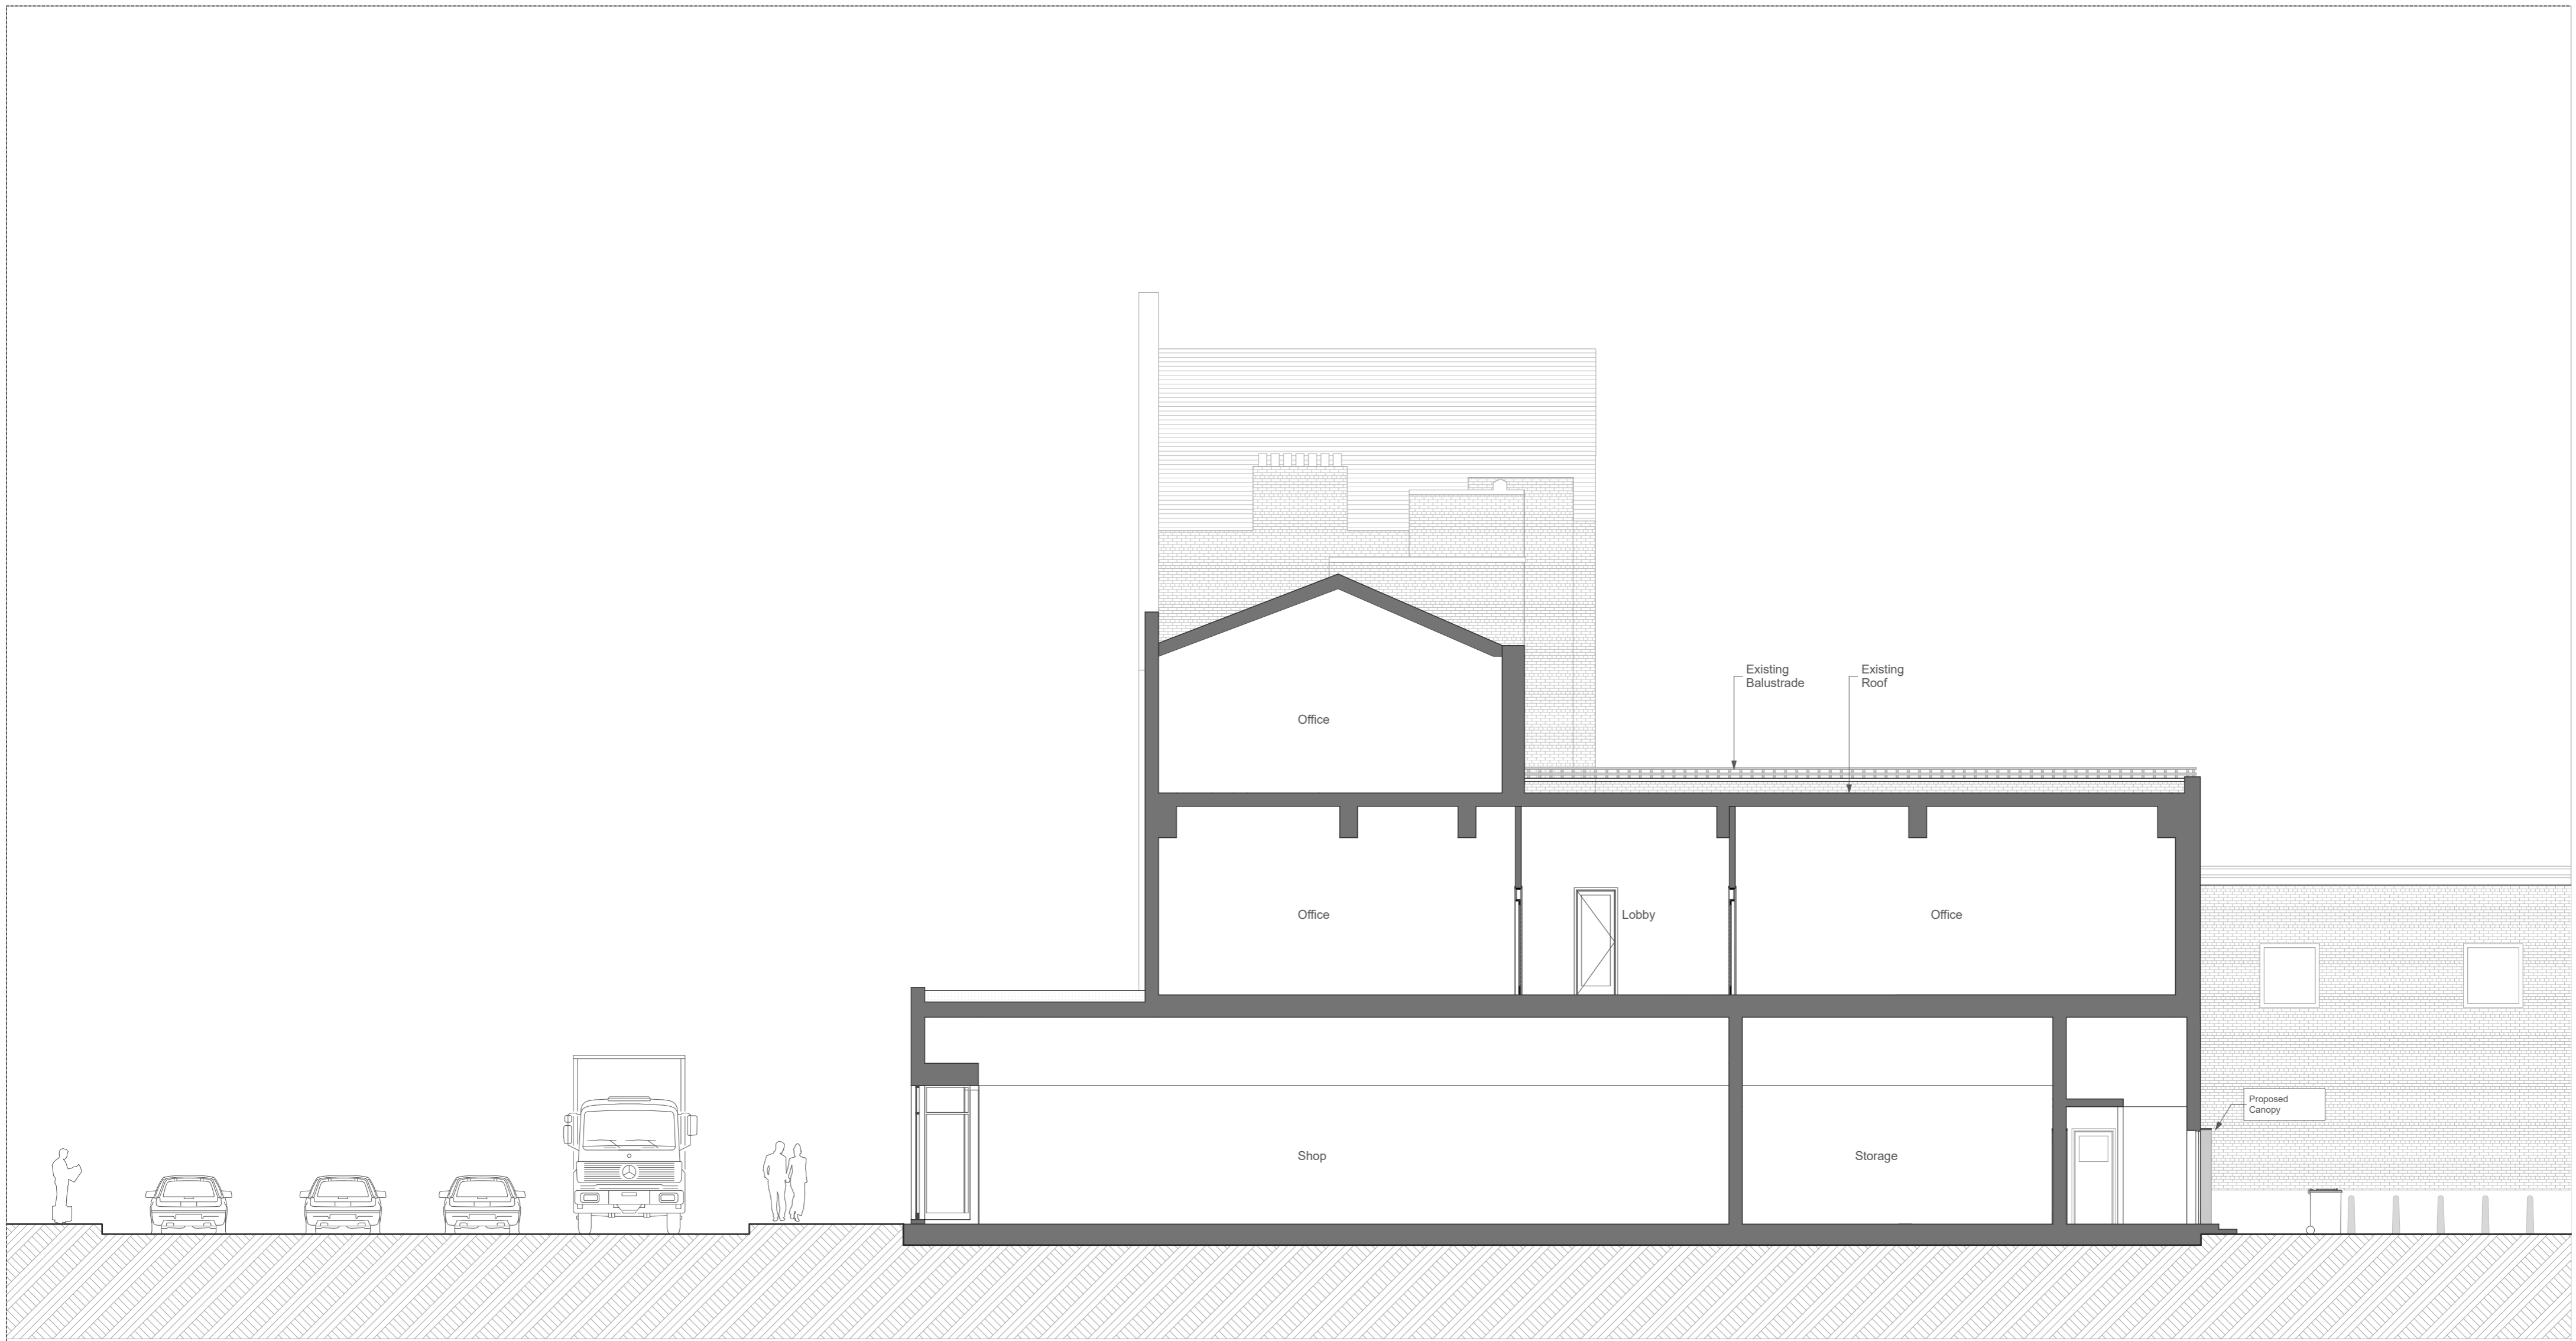 Existing
Balustrade
Existing
Roof
Office
Office
Lobby
Office
Proposed
Canopy
Shop
Storage